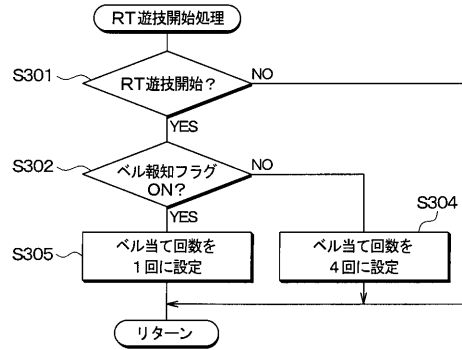 RT遊技開始処理
S301
RT遊技開始？
NO
YES
S302
ベル報知フラグ
ON？
NO
YES
S304
S305
ベル当て回数を
1回に設定
ベル当て回数を
4回に設定
リターン